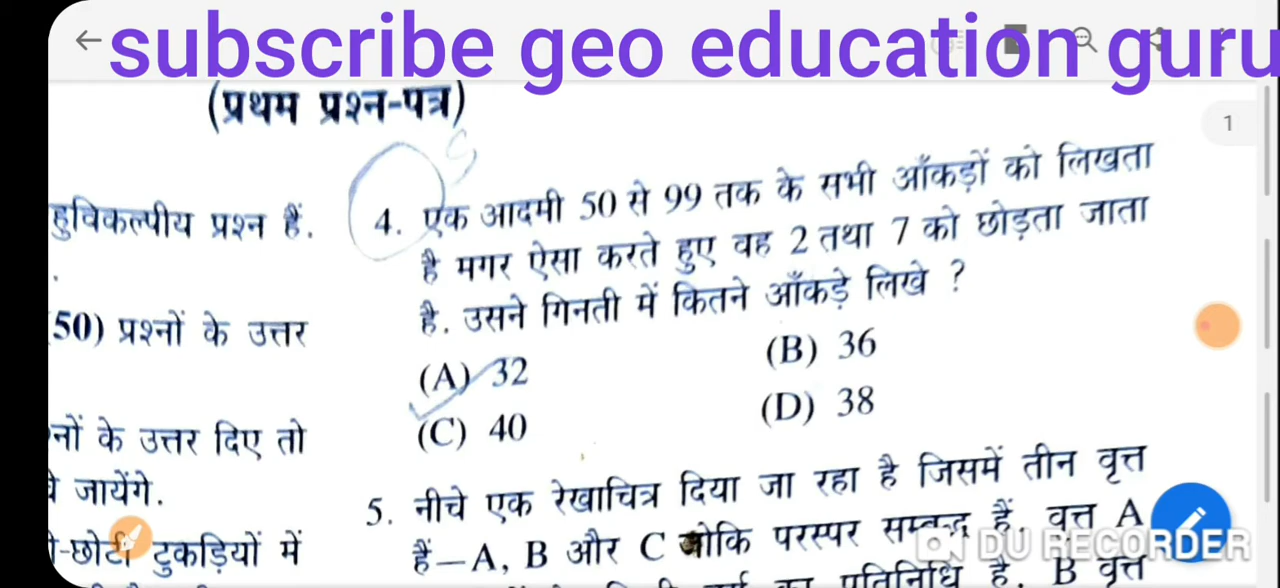 subscribe geo education guru
(प्रथम प्रश्न-पत्र)
1
हुविकल्पीय प्रश्न हैं.
50) प्रश्नों के उत्तर
नों के उत्तर दिए तो
जायेंगे.
-छोटी टुकड़ियों में
4. एक आदमी 50 से 99 तक के सभी आँकड़ों को लिखता
है मगर ऐसा करते हुए वह 2 तथा 7 को छोड़ता जाता
है. उसने गिनती में कितने आँकड़े लिखे ?
(A) 32
(B) 36
(C) 40
(D) 38
5. नीचे एक रेखाचित्र दिया जा रहा है जिसमें तीन वृत्त
हैं—A, B और C जोकि परस्पर सम्बद्ध हैं. वृत्त A
प्रतिनिधि है. B वृत्त
DU RECORDER